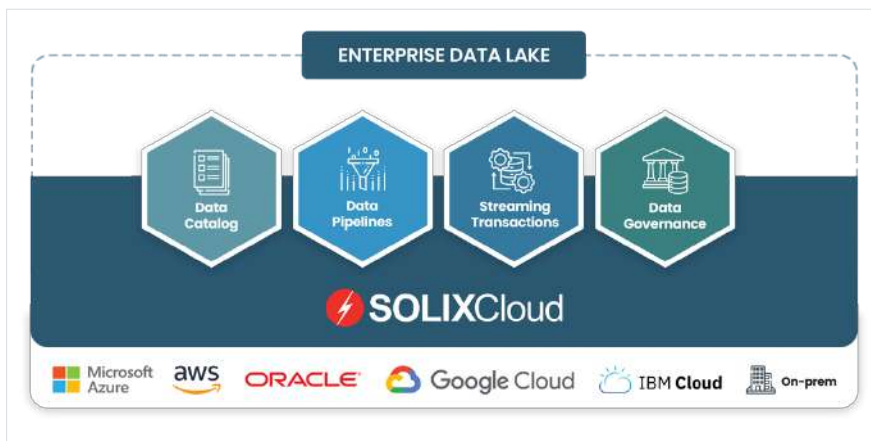 ENTERPRISE DATA LAKE
Data
Catalog
Data
Pipelines
Streaming
Transactions
Data
Governance
SOLIXCloud
Microsoft
Azure
aws
ORACLE
Google Cloud
IBM Cloud
On-prem